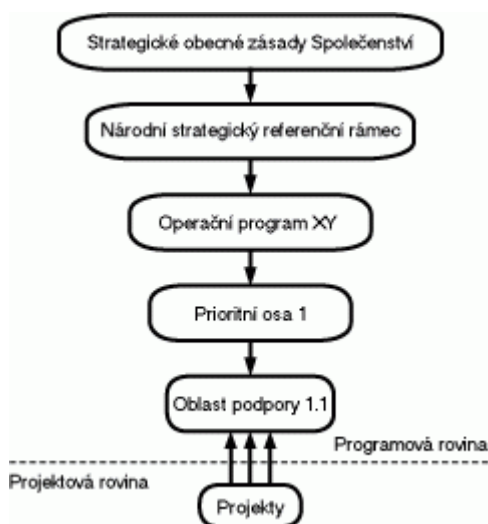 Strategické obecné zásady Společenství
Národní strategický referenční rámec
Operační program XY
Prioritní osa 1
Oblast podpory 1.1
Programová rovina
Projektová rovina
Projekty